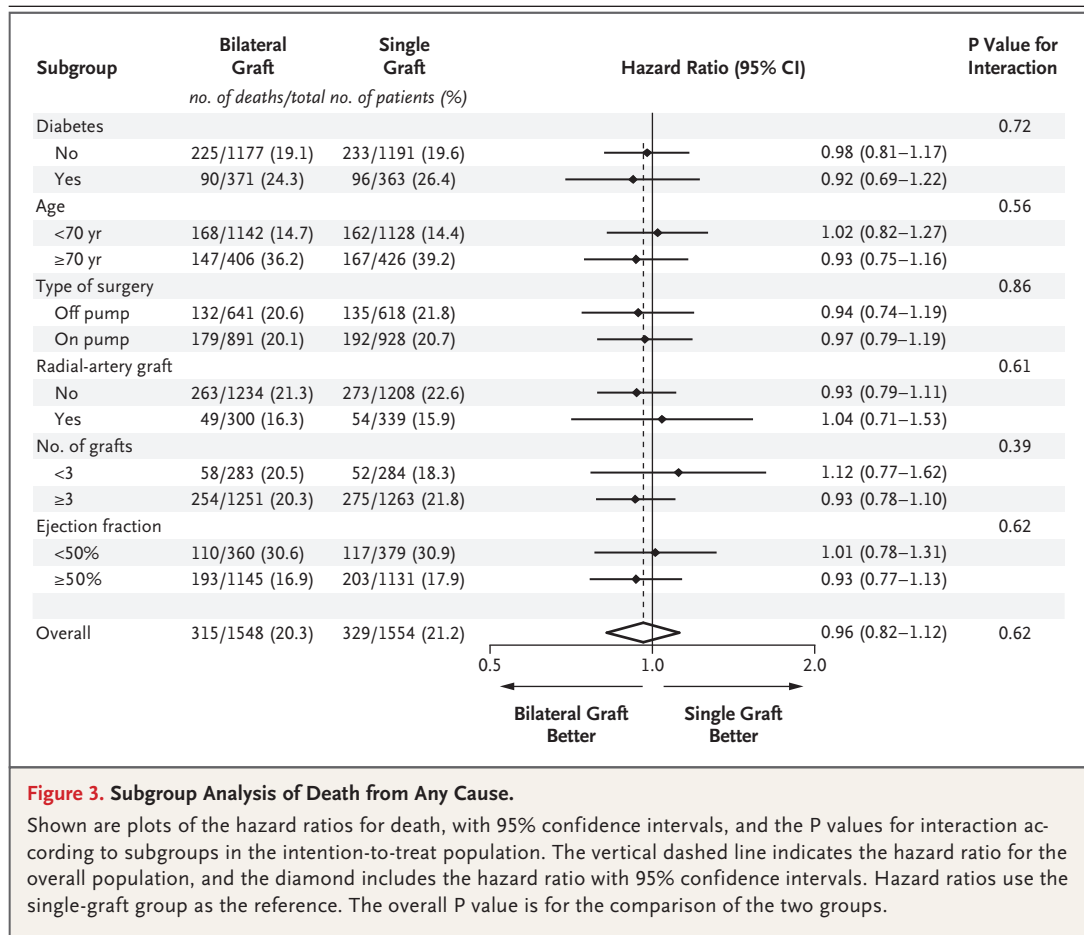 Subgroup Bilateral Graft Single Graft Hazard Ratio (95% CI) P Value for Interaction
no. of deaths/total no. of patients (%)
Diabetes 0.72
No 225/1177 (19.1) 233/1191 (19.6) 0.98 (0.81–1.17)
Yes 90/371 (24.3) 96/363 (26.4) 0.92 (0.69–1.22)
Age 0.56
<70 yr 168/1142 (14.7) 162/1128 (14.4) 1.02 (0.82–1.27)
≥70 yr 147/406 (36.2) 167/426 (39.2) 0.93 (0.75–1.16)
Type of surgery 0.86
Off pump 132/641 (20.6) 135/618 (21.8) 0.94 (0.74–1.19)
On pump 179/891 (20.1) 192/928 (20.7) 0.97 (0.79–1.19)
Radial-artery graft 0.61
No 263/1234 (21.3) 273/1208 (22.6) 0.93 (0.79–1.11)
Yes 49/300 (16.3) 54/339 (15.9) 1.04 (0.71–1.53)
No. of grafts 0.39
<3 58/283 (20.5) 52/284 (18.3) 1.12 (0.77–1.62)
≥3 254/1251 (20.3) 275/1263 (21.8) 0.93 (0.78–1.10)
Ejection fraction 0.62
<50% 110/360 (30.6) 117/379 (30.9) 1.01 (0.78–1.31)
≥50% 193/1145 (16.9) 203/1131 (17.9) 0.93 (0.77–1.13)
Overall 315/1548 (20.3) 329/1554 (21.2) 0.96 (0.82–1.12) 0.62
0.5 1.0 2.0
Bilateral Graft Better Single Graft Better
Figure 3. Subgroup Analysis of Death from Any Cause.
Shown are plots of the hazard ratios for death, with 95% confidence intervals, and the P values for interaction ac-
cording to subgroups in the intention-to-treat population. The vertical dashed line indicates the hazard ratio for the
overall population, and the diamond includes the hazard ratio with 95% confidence intervals. Hazard ratios use the
single-graft group as the reference. The overall P value is for the comparison of the two groups.